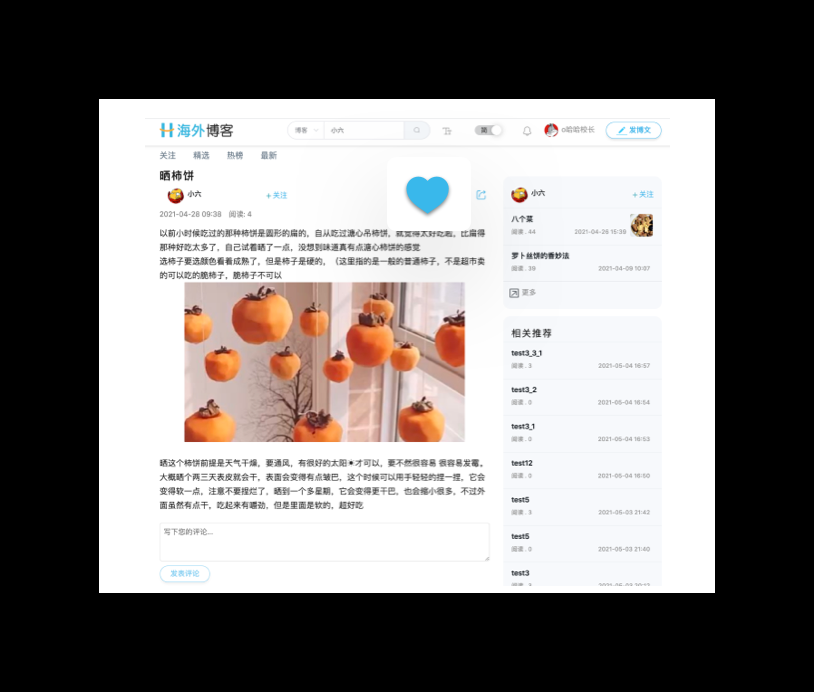 海外博客
博客
小六
简
o哈哈校长
发博文
关注
精选
热榜
最新
晒柿饼
小六
+关注
2021-04-28 09:38 阅读: 4
以前小时候吃过的那种柿饼是圆形的扁的，自从吃过溏心吊柿饼，就觉得太好吃啦，比扁得
那种好吃太多了，自己试着晒了一点，没想到味道真有点溏心柿饼的感觉
选柿子要选颜色看着成熟了，但是柿子是硬的，（这里指的是一般的普通柿子，不是超市卖
的可以吃的脆柿子，脆柿子不可以
晒这个柿饼前提是天气干燥，要通风，有很好的太阳☀才可以，要不然很容易 很容易发霉。
大概晒个两三天表皮就会干，表面会变得有点皱巴，这个时候可以用手轻轻的捏一捏，它会
变得软一点，注意不要捏烂了，晒到一个多星期，它会变得更干巴，也会缩小很多，不过外
面虽然有点干，吃起来有嚼劲，但是里面是软的，超好吃
写下您的评论...
发表评论
小六
+关注
八个菜
阅读 . 44 2021-04-26 15:39
萝卜丝饼的香妙法
阅读 . 39 2021-04-09 10:07
更多
相关推荐
test3_3_1
阅读 . 3 2021-05-04 16:57
test3_2
阅读 . 0 2021-05-04 16:54
test3_1
阅读 . 0 2021-05-04 16:53
test12
阅读 . 0 2021-05-04 16:50
test5
阅读 . 3 2021-05-03 21:42
test5
阅读 . 0 2021-05-03 21:40
test3